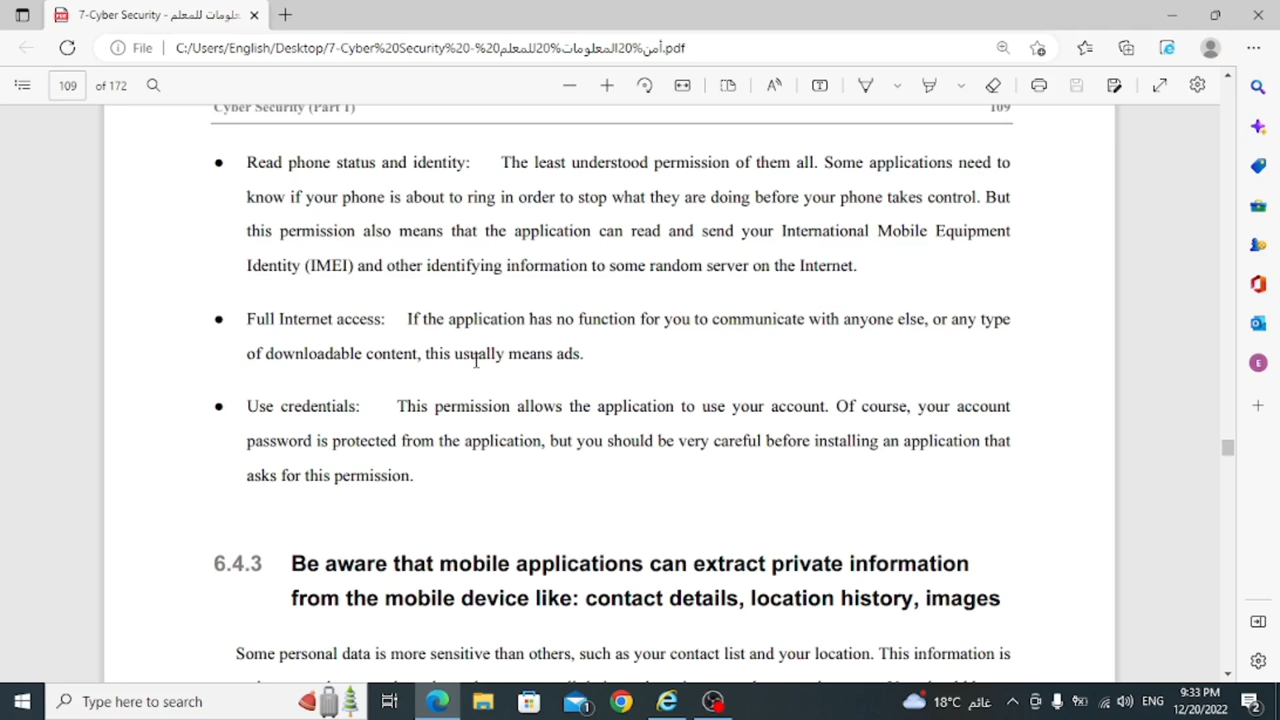 7-Cyber Security - أمن المعلومات للمعلم
File
C:/Users/English/Desktop/7-Cyber%20Security%20-%20أمن%20المعلومات%20للمعلم.pdf
109 of 172
Cyber Security (Part 1) 109
● Read phone status and identity: The least understood permission of them all. Some applications need to
know if your phone is about to ring in order to stop what they are doing before your phone takes control. But
this permission also means that the application can read and send your International Mobile Equipment
Identity (IMEI) and other identifying information to some random server on the Internet.
● Full Internet access: If the application has no function for you to communicate with anyone else, or any type
of downloadable content, this usually means ads.
● Use credentials: This permission allows the application to use your account. Of course, your account
password is protected from the application, but you should be very careful before installing an application that
asks for this permission.
6.4.3 Be aware that mobile applications can extract private information
from the mobile device like: contact details, location history, images
Some personal data is more sensitive than others, such as your contact list and your location. This information is
E
Type here to search
1
18°C غائم
ENG
9:33 PM
12/20/2022
2